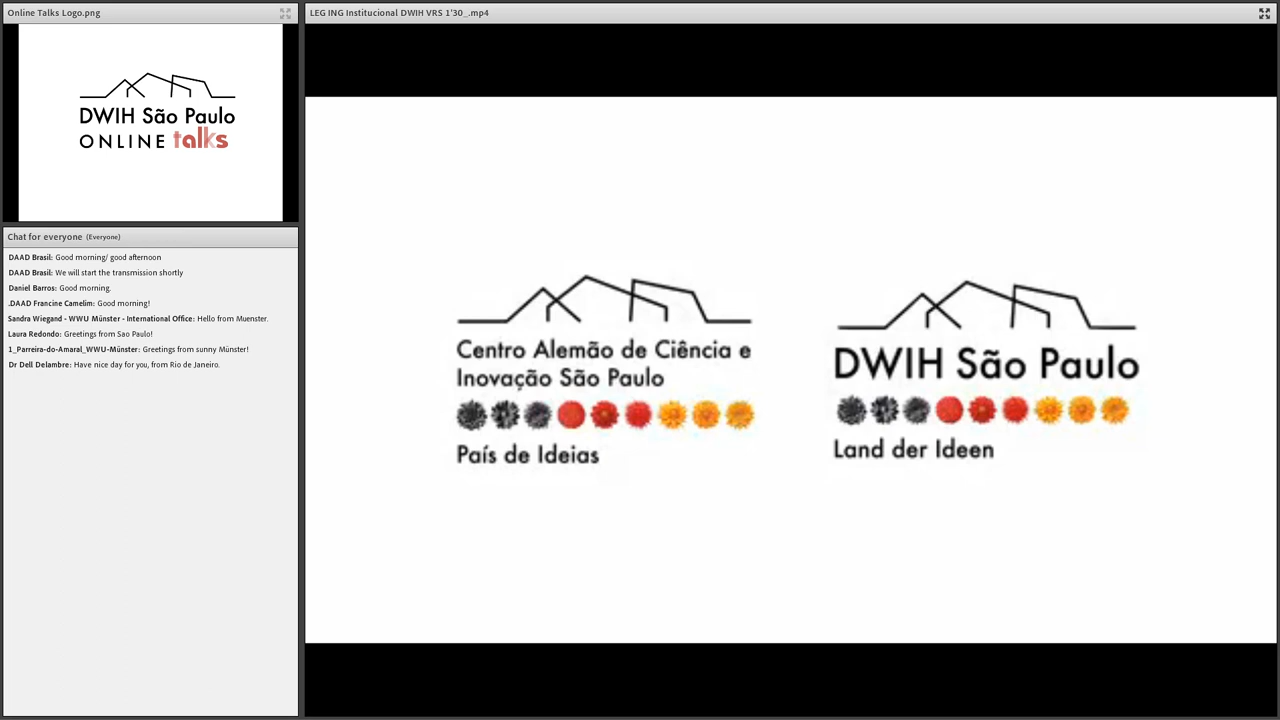 Online Talks Logo.png
DWIH São Paulo
ONLINE talks
Chat for everyone (Everyone)
DAAD Brasil: Good morning/ good afternoon
DAAD Brasil: We will start the transmission shortly
Daniel Barros: Good morning.
.DAAD Francine Camelim: Good morning!
Sandra Wiegand - WWU Münster - International Office: Hello from Muenster.
Laura Redondo: Greetings from Sao Paulo!
1_Parreira-do-Amaral_WWU-Münster: Greetings from sunny Münster!
Dr Dell Delambre: Have nice day for you, from Rio de Janeiro.
LEG ING Institucional DWIH VRS 1'30_.mp4
Centro Alemão de Ciência e
Inovação São Paulo
País de Ideias
DWIH São Paulo
Land der Ideen